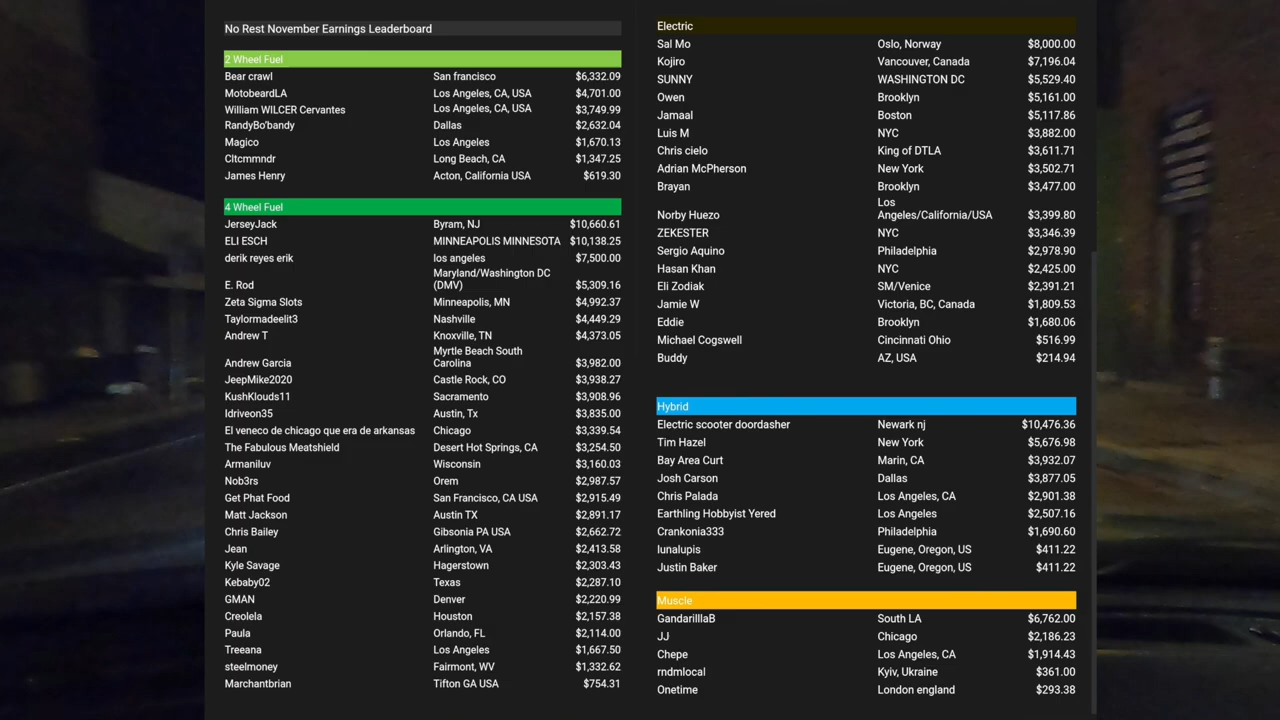 No Rest November Earnings Leaderboard
2 Wheel Fuel
Bear crawl San francisco $6,332.09
MotobeardLA Los Angeles, CA, USA $4,701.00
William WILCER Cervantes Los Angeles, CA, USA $3,749.99
RandyBo'bandy Dallas $2,632.04
Magico Los Angeles $1,670.13
Cltcmmndr Long Beach, CA $1,347.25
James Henry Acton, California USA $619.30
4 Wheel Fuel
JerseyJack Byram, NJ $10,660.61
ELI ESCH MINNEAPOLIS MINNESOTA $10,138.25
derik reyes erik los angeles $7,500.00
Maryland/Washington DC
E. Rod (DMV) $5,309.16
Zeta Sigma Slots Minneapolis, MN $4,992.37
Taylormadeelit3 Nashville $4,449.29
Andrew T Knoxville, TN $4,373.05
Myrtle Beach South
Andrew Garcia Carolina $3,982.00
JeepMike2020 Castle Rock, CO $3,938.27
KushKlouds11 Sacramento $3,908.96
Idriveon35 Austin, Tx $3,835.00
El veneco de chicago que era de arkansas Chicago $3,339.54
The Fabulous Meatshield Desert Hot Springs, CA $3,254.50
Armaniluv Wisconsin $3,160.03
Nob3rs Orem $2,987.57
Get Phat Food San Francisco, CA USA $2,915.49
Matt Jackson Austin TX $2,891.17
Chris Bailey Gibsonia PA USA $2,662.72
Jean Arlington, VA $2,413.58
Kyle Savage Hagerstown $2,303.43
Kebaby02 Texas $2,287.10
GMAN Denver $2,220.99
Creolela Houston $2,157.38
Paula Orlando, FL $2,114.00
Treeana Los Angeles $1,667.50
steelmoney Fairmont, WV $1,332.62
Marchantbrian Tifton GA USA $754.31
Electric
Sal Mo Oslo, Norway $8,000.00
Kojiro Vancouver, Canada $7,196.04
SUNNY WASHINGTON DC $5,529.40
Owen Brooklyn $5,161.00
Jamaal Boston $5,117.86
Luis M NYC $3,882.00
Chris cielo King of DTLA $3,611.71
Adrian McPherson New York $3,502.71
Brayan Brooklyn $3,477.00
Los
Norby Huezo Angeles/California/USA $3,399.80
ZEKESTER NYC $3,346.39
Sergio Aquino Philadelphia $2,978.90
Hasan Khan NYC $2,425.00
Eli Zodiak SM/Venice $2,391.21
Jamie W Victoria, BC, Canada $1,809.53
Eddie Brooklyn $1,680.06
Michael Cogswell Cincinnati Ohio $516.99
Buddy AZ, USA $214.94
Hybrid
Electric scooter doordasher Newark nj $10,476.36
Tim Hazel New York $5,676.98
Bay Area Curt Marin, CA $3,932.07
Josh Carson Dallas $3,877.05
Chris Palada Los Angeles, CA $2,901.38
Earthling Hobbyist Yered Los Angeles $2,507.16
Crankonia333 Philadelphia $1,690.60
lunalupis Eugene, Oregon, US $411.22
Justin Baker Eugene, Oregon, US $411.22
Muscle
GandarilllaB South LA $6,762.00
JJ Chicago $2,186.23
Chepe Los Angeles, CA $1,914.43
rndmlocal Kyiv, Ukraine $361.00
Onetime London england $293.38